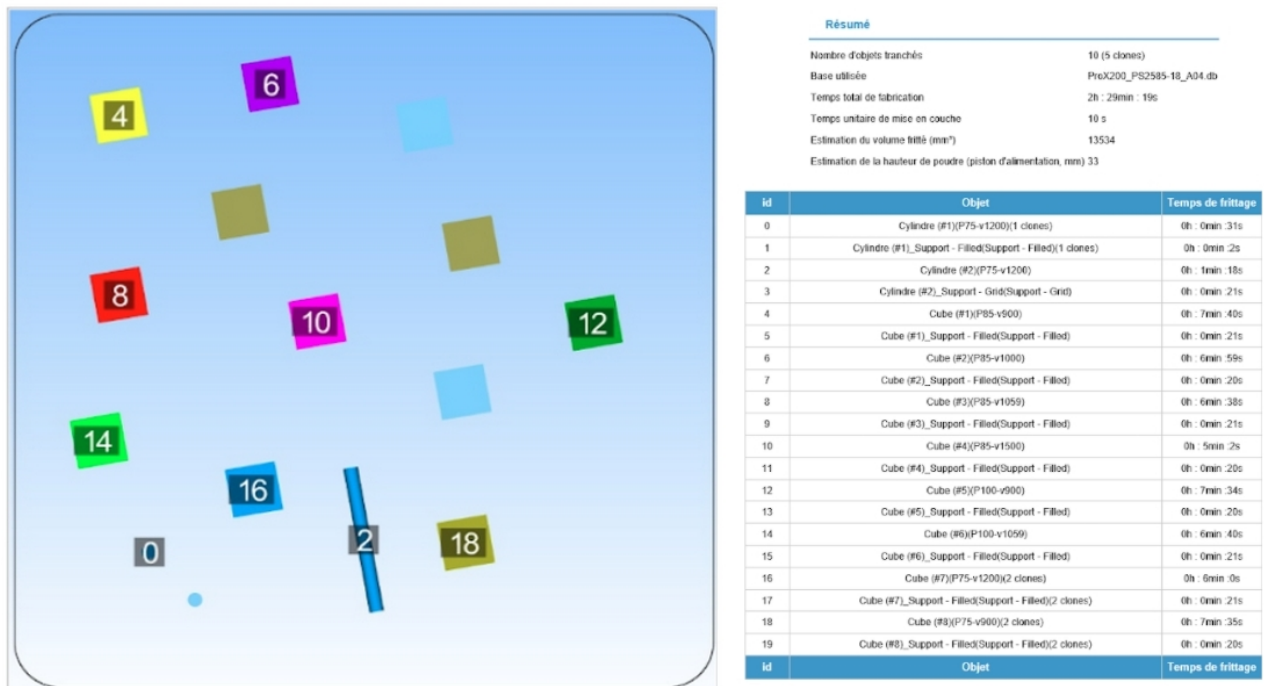 4
6
8
10
12
14
16
0
2
18
Résumé
Nombre d'objets tranchés 10 (5 clones)
Base utilisée ProX200_PS2585-18_A04.db
Temps total de fabrication 2h : 29min : 19s
Temps unitaire de mise en couche 10 s
Estimation du volume fritté (mm³) 13534
Estimation de la hauteur de poudre (piston d'alimentation, mm) 33
id Objet Temps de frittage
0 Cylindre (#1)(P75-v1200)(1 clones) 0h : 0min :31s
1 Cylindre (#1)_Support - Filled(Support - Filled)(1 clones) 0h : 0min :2s
2 Cylindre (#2)(P75-v1200) 0h : 1min :18s
3 Cylindre (#2)_Support - Grid(Support - Grid) 0h : 0min :21s
4 Cube (#1)(P85-v900) 0h : 7min :40s
5 Cube (#1)_Support - Filled(Support - Filled) 0h : 0min :21s
6 Cube (#2)(P85-v1000) 0h : 6min :59s
7 Cube (#2)_Support - Filled(Support - Filled) 0h : 0min :20s
8 Cube (#3)(P85-v1059) 0h : 6min :38s
9 Cube (#3)_Support - Filled(Support - Filled) 0h : 0min :21s
10 Cube (#4)(P85-v1500) 0h : 5min :2s
11 Cube (#4)_Support - Filled(Support - Filled) 0h : 0min :20s
12 Cube (#5)(P100-v900) 0h : 7min :34s
13 Cube (#5)_Support - Filled(Support - Filled) 0h : 0min :20s
14 Cube (#6)(P100-v1059) 0h : 6min :40s
15 Cube (#6)_Support - Filled(Support - Filled) 0h : 0min :21s
16 Cube (#7)(P75-v1200)(2 clones) 0h : 6min :0s
17 Cube (#7)_Support - Filled(Support - Filled)(2 clones) 0h : 0min :21s
18 Cube (#8)(P75-v900)(2 clones) 0h : 7min :35s
19 Cube (#8)_Support - Filled(Support - Filled)(2 clones) 0h : 0min :20s
id Objet Temps de frittage